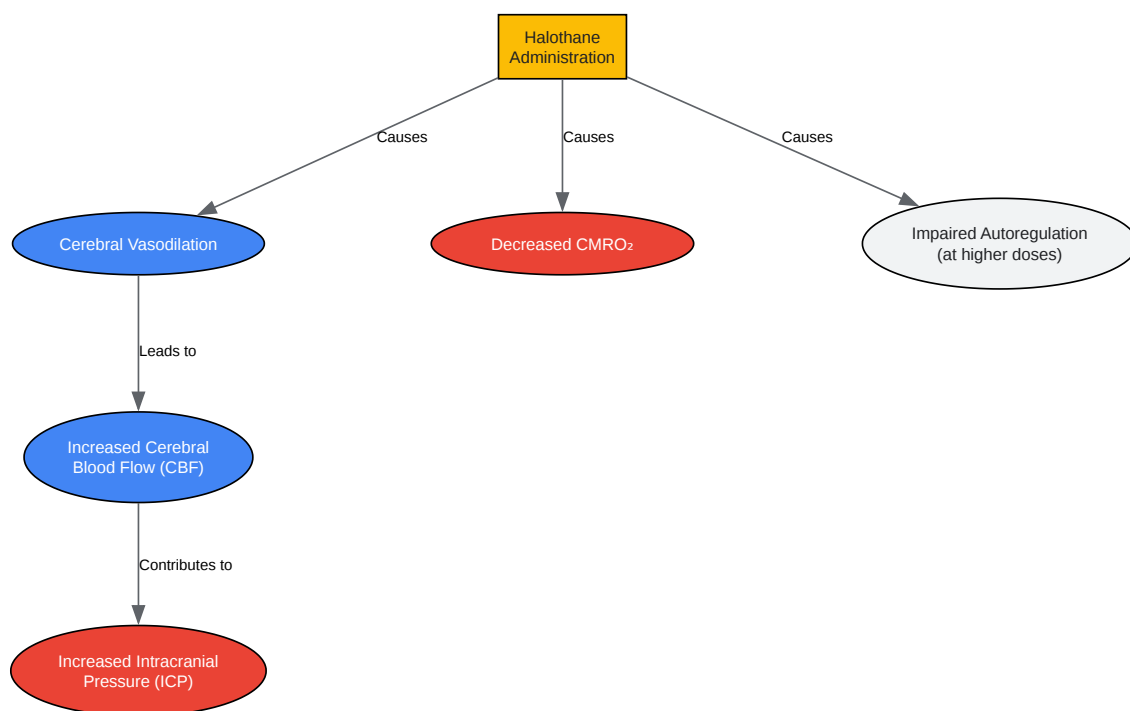 Halothane
Administration
Causes
Causes
Causes
Cerebral Vasodilation
Decreased CMRO₂
Impaired Autoregulation
(at higher doses)
Leads to
Increased Cerebral
Blood Flow (CBF)
Contributes to
Increased Intracranial
Pressure (ICP)